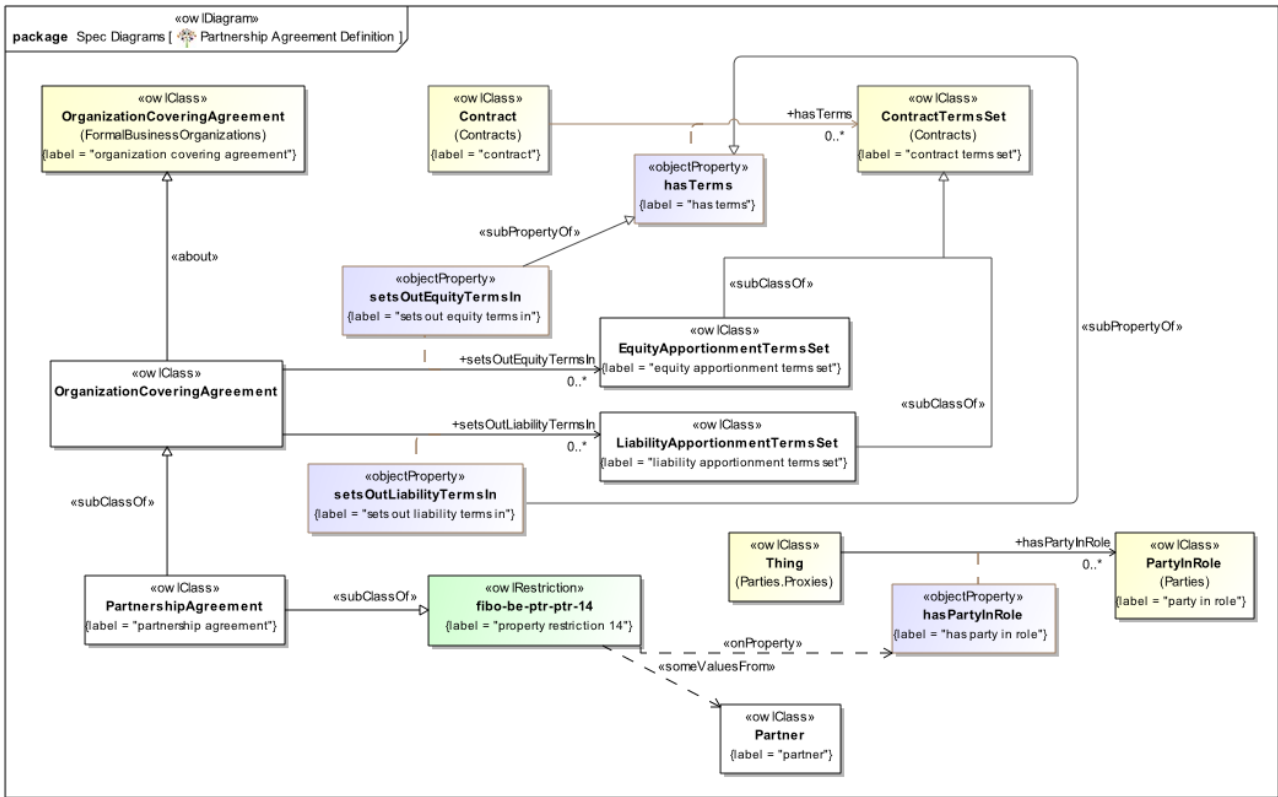 «owlDiagram»
package Spec Diagrams [ Partnership Agreement Definition ]
«owlClass»
OrganizationCoveringAgreement
(FormalBusinessOrganizations)
{label = "organization covering agreement"}
«owlClass»
Contract
(Contracts)
{label = "contract"}
+hasTerms
0..*
«owlClass»
ContractTermsSet
(Contracts)
{label = "contract terms set"}
«objectProperty»
hasTerms
{label = "has terms"}
«subPropertyOf»
«about»
«objectProperty»
setsOutEquityTermsIn
{label = "sets out equity terms in"}
«subClassOf»
«subPropertyOf»
«owlClass»
OrganizationCoveringAgreement
+setsOutEquityTermsIn
0..*
«owlClass»
EquityApportionmentTermsSet
{label = "equity apportionment terms set"}
«subClassOf»
+setsOutLiabilityTermsIn
0..*
«owlClass»
LiabilityApportionmentTermsSet
{label = "liability apportionment terms set"}
«objectProperty»
setsOutLiabilityTermsIn
{label = "sets out liability terms in"}
«subClassOf»
«owlClass»
Thing
(Parties.Proxies)
+hasPartyInRole
0..*
«owlClass»
PartyInRole
(Parties)
{label = "party in role"}
«owlClass»
PartnershipAgreement
{label = "partnership agreement"}
«subClassOf»
«owlRestriction»
fibo-be-ptr-ptr-14
{label = "property restriction 14"}
«objectProperty»
hasPartyInRole
{label = "has party in role"}
«onProperty»
«someValuesFrom»
«owlClass»
Partner
{label = "partner"}